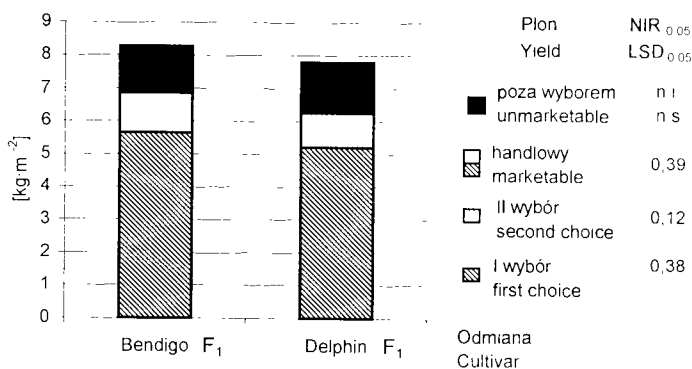 9
8
7
6
5
4
3
2
1
0
[kg·m⁻²]
Bendigo F₁
Delphin F₁
Płon NIR 0 05
Yield LSD 0 05
poza wyborem n ı
unmarketable n s
handlowy
marketable 0,39
II wybór
second choice 0,12
I wybór 0,38
first choice
Odmıana
Cultivar